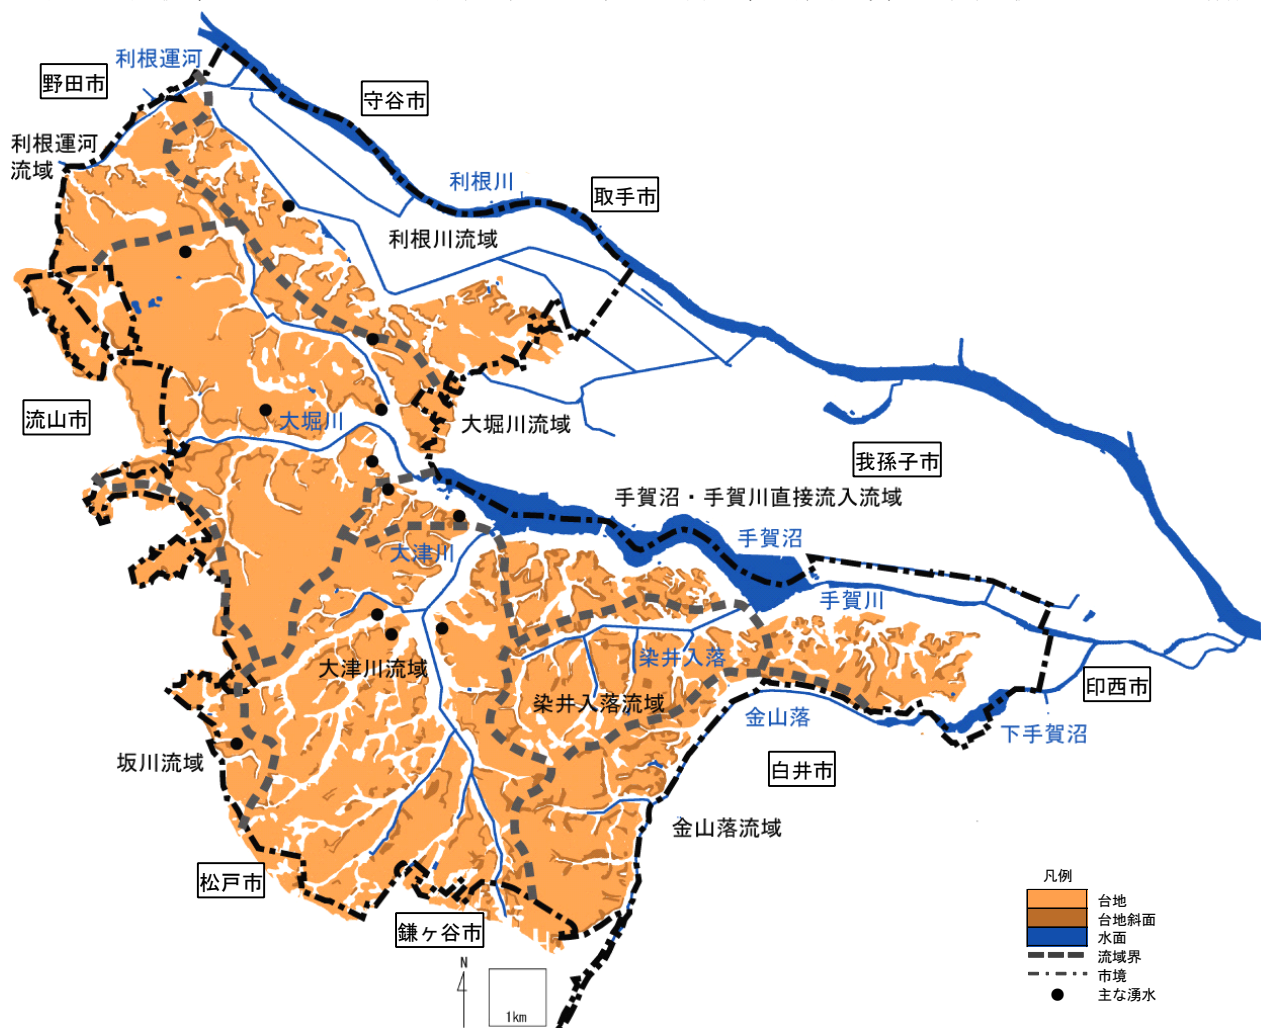 利根運河
野田市
守谷市
利根運河
流域
利根川
取手市
利根川流域
流山市
大堀川
大堀川流域
我孫子市
手賀沼・手賀川直接流入流域
手賀沼
大津川
手賀川
染井入落
大津川流域
印西市
染井入落流域
金山落
下手賀沼
坂川流域
白井市
金山落流域
松戸市
鎌ヶ谷市
N
1km
凡例
台地
台地斜面
水面
流域界
市境
主な湧水